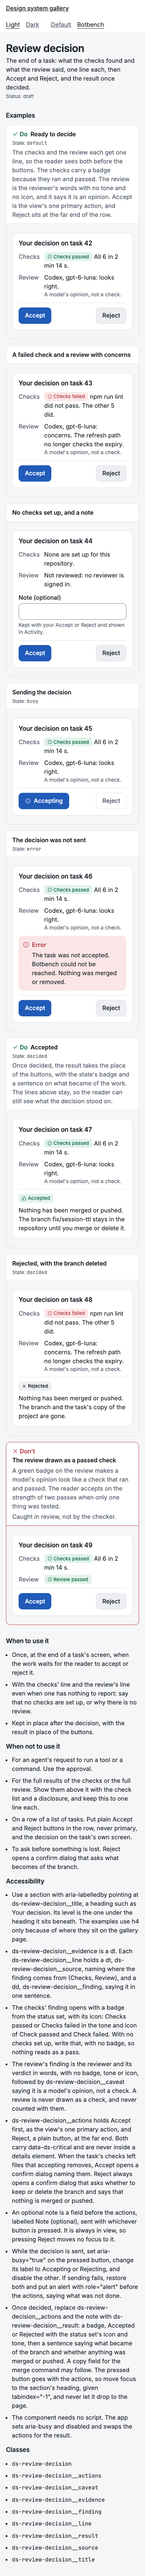 Design system gallery
Light Dark Default Botbench
Review decision
The end of a task: what the checks found and
what the review said, one line each, then
Accept and Reject, and the result once
decided.
Status: draft
Examples
Do Ready to decide
State: default
The checks and the review each get one
line, so the reader sees both before the
buttons. The checks carry a badge
because they ran and passed. The review
is the reviewer's words with no tone and
no icon, and it says it is an opinion. Accept
is the view's only primary action, and
Reject sits at the far end of the row.
Your decision on task 42
Checks Checks passed All 6 in 2
min 14 s.
Review Codex, gpt-6-luna: looks
right.
A model's opinion, not a check.
Accept Reject
A failed check and a review with concerns
Your decision on task 43
Checks Checks failed npm run lint
did not pass. The other 5
did.
Review Codex, gpt-6-luna:
concerns. The refresh path
no longer checks the expiry.
A model's opinion, not a check.
Accept Reject
No checks set up, and a note
Your decision on task 44
Checks None are set up for this
repository.
Review Not reviewed: no reviewer is
signed in.
Note (optional)
Kept with your Accept or Reject and shown
in Activity.
Accept Reject
Sending the decision
State: busy
Your decision on task 45
Checks Checks passed All 6 in 2
min 14 s.
Review Codex, gpt-6-luna: looks
right.
A model's opinion, not a check.
Accepting Reject
The decision was not sent
State: error
Your decision on task 46
Checks Checks passed All 6 in 2
min 14 s.
Review Codex, gpt-6-luna: looks
right.
A model's opinion, not a check.
Error
The task was not accepted.
Botbench could not be
reached. Nothing was merged
or removed.
Accept Reject
Do Accepted
State: decided
Once decided, the result takes the place
of the buttons, with the state's badge and
a sentence on what became of the work.
The lines above stay, so the reader can
still see what the decision stood on.
Your decision on task 47
Checks Checks passed All 6 in 2
min 14 s.
Review Codex, gpt-6-luna: looks
right.
A model's opinion, not a check.
Accepted
Nothing has been merged or pushed.
The branch fix/session-ttl stays in the
repository until you merge or delete it.
Rejected, with the branch deleted
State: decided
Your decision on task 48
Checks Checks failed npm run lint
did not pass. The other 5
did.
Review Codex, gpt-6-luna:
concerns. The refresh path
no longer checks the expiry.
A model's opinion, not a check.
Rejected
Nothing has been merged or pushed.
The branch and the task's copy of the
project are gone.
Don't
The review drawn as a passed check
A green badge on the review makes a
model's opinion look like a check that ran
and passed. The reader accepts on the
strength of two passes when only one
thing was tested.
Caught in review, not by the checker.
Your decision on task 49
Checks Checks passed All 6 in 2
min 14 s.
Review Review passed
Accept Reject
When to use it
Once, at the end of a task's screen, when
the work waits for the reader to accept or
reject it.
With the checks' line and the review's line
even when one has nothing to report: say
that no checks are set up, or why there is no
review.
Kept in place after the decision, with the
result in place of the buttons.
When not to use it
For an agent's request to run a tool or a
command. Use the approval.
For the full results of the checks or the full
review. Show them above it with the check
list and a disclosure, and keep this to one
line each.
On a row of a list of tasks. Put plain Accept
and Reject buttons in the row, never primary,
and the decision on the task's own screen.
To ask before something is lost. Reject
opens a confirm dialog that asks what
becomes of the branch.
Accessibility
Use a section with aria-labelledby pointing at
ds-review-decision__title, a heading such as
Your decision. Its level is the one under the
heading it sits beneath. The examples use h4
only because of where they sit on the gallery
page.
ds-review-decision__evidence is a dl. Each
ds-review-decision__line holds a dt, ds-
review-decision__source, naming where the
finding comes from (Checks, Review), and a
dd, ds-review-decision__finding, saying it in
one sentence.
The checks' finding opens with a badge
from the status set, with its icon: Checks
passed or Checks failed in the tone and icon
of Check passed and Check failed. With no
checks set up, write that, with no badge, so
nothing reads as a pass.
The review's finding is the reviewer and its
verdict in words, with no badge, tone or icon,
followed by ds-review-decision__caveat
saying it is a model's opinion, not a check. A
review is never drawn as a check, and never
counted with them.
ds-review-decision__actions holds Accept
first, as the view's one primary action, and
Reject, a plain button, at the far end. Both
carry data-ds-critical and are never inside a
details element. When the task's checks left
files that accepting removes, Accept opens a
confirm dialog naming them. Reject always
opens a confirm dialog that asks whether to
keep or delete the branch and says that
nothing is merged or pushed.
An optional note is a field before the actions,
labelled Note (optional), sent with whichever
button is pressed. It is always in view, so
pressing Reject moves no focus to it.
While the decision is sent, set aria-
busy="true" on the pressed button, change
its label to Accepting or Rejecting, and
disable the other. If sending fails, restore
both and put an alert with role="alert" before
the actions, saying what was not done.
Once decided, replace ds-review-
decision__actions and the note with ds-
review-decision__result: a badge, Accepted
or Rejected with the status set's icon and
tone, then a sentence saying what became
of the branch and whether anything was
merged or pushed. A copy field for the
merge command may follow. The pressed
button goes with the actions, so move focus
to the section's heading, given
tabindex="-1", and never let it drop to the
page.
The component needs no script. The app
sets aria-busy and disabled and swaps the
actions for the result.
Classes
ds-review-decision
ds-review-decision__actions
ds-review-decision__caveat
ds-review-decision__evidence
ds-review-decision__finding
ds-review-decision__line
ds-review-decision__result
ds-review-decision__source
ds-review-decision__title